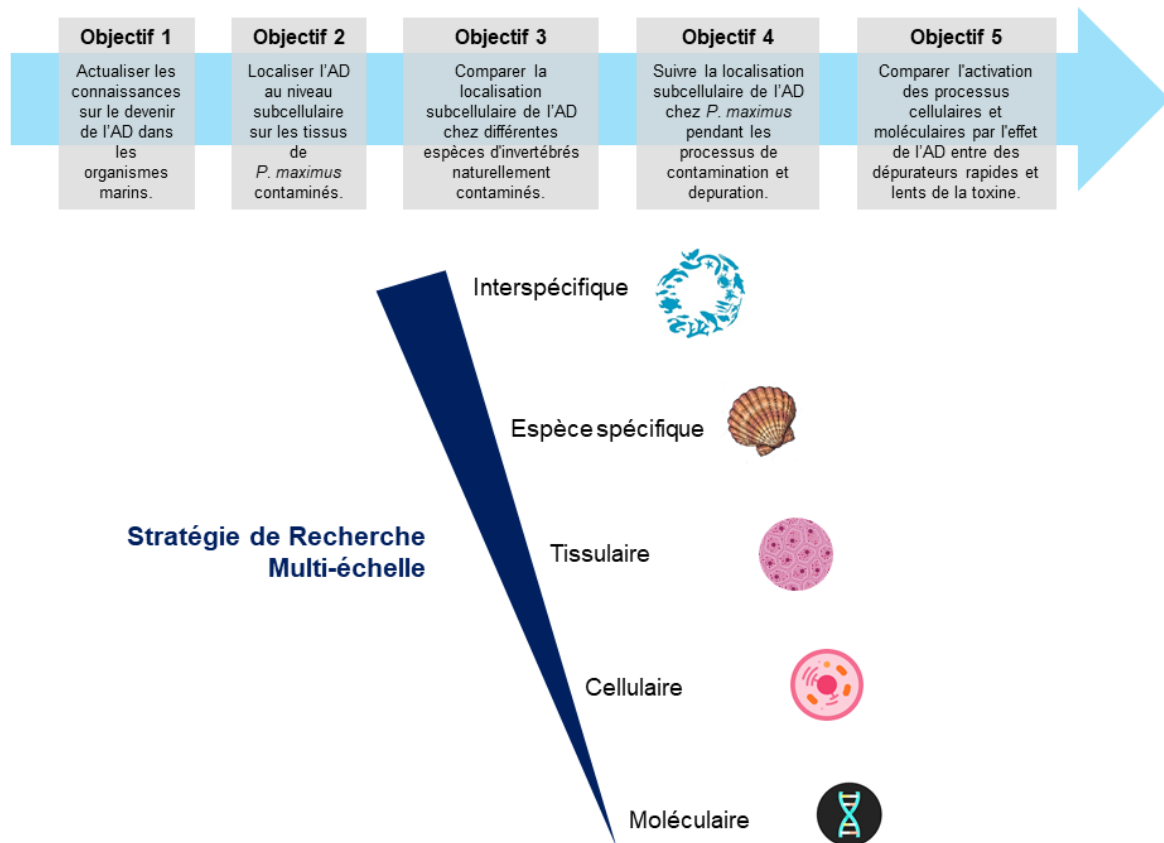 Objectif 1
Actualiser les
connaissances
sur le devenir
de l'AD dans
les
organismes
marins.
Objectif 2
Localiser l'AD
au niveau
subcellulaire
sur les tissus
de
P. maximus
contaminés.
Objectif 3
Comparer la
localisation
subcellulaire de l'AD
chez différentes
espèces d'invertébrés
naturellement
contaminés.
Objectif 4
Suivre la localisation
subcellulaire de l'AD
chez P. maximus
pendant les
processus de
contamination et
depuration.
Objectif 5
Comparer l'activation
des processus
cellulaires et
moléculaires par l'effet
de l'AD entre des
dépurateurs rapides et
lents de la toxine.
Interspécifique
Espèce spécifique
Stratégie de Recherche
Multi-échelle
Tissulaire
Cellulaire
Moléculaire